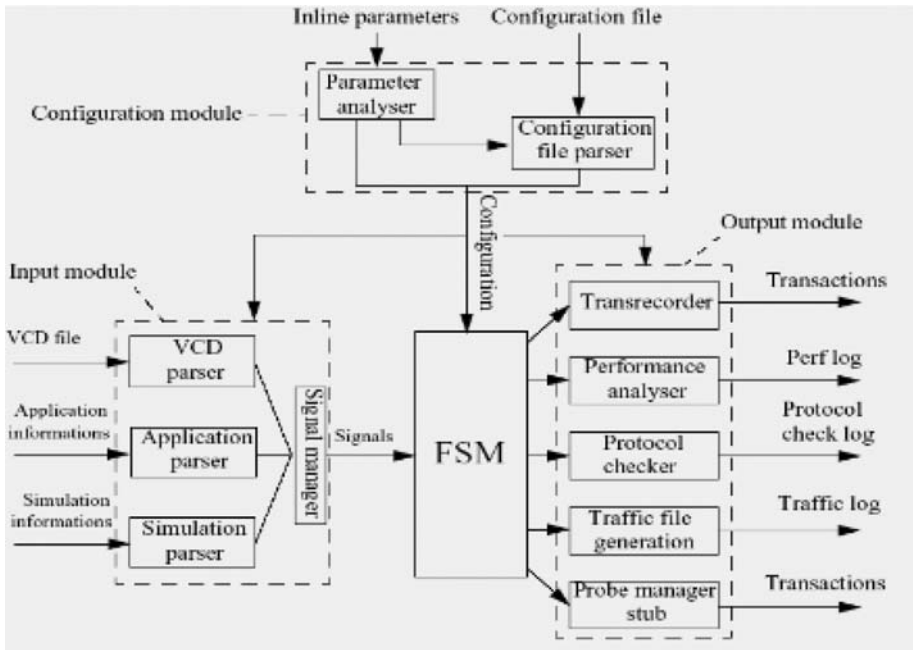 Inline parameters
Configuration file
Parameter
analyser
Configuration module
Configuration
file parser
Configuration
Output module
Input module
Transrecorder
Transactions
VCD file
VCD
parser
Performance
analyser
Perf log
Application
informations
Application
parser
Signal manager
Signals
FSM
Protocol
checker
Protocol
check log
Simulation
informations
Simulation
parser
Traffic file
generation
Traffic log
Probe manager
stub
Transactions